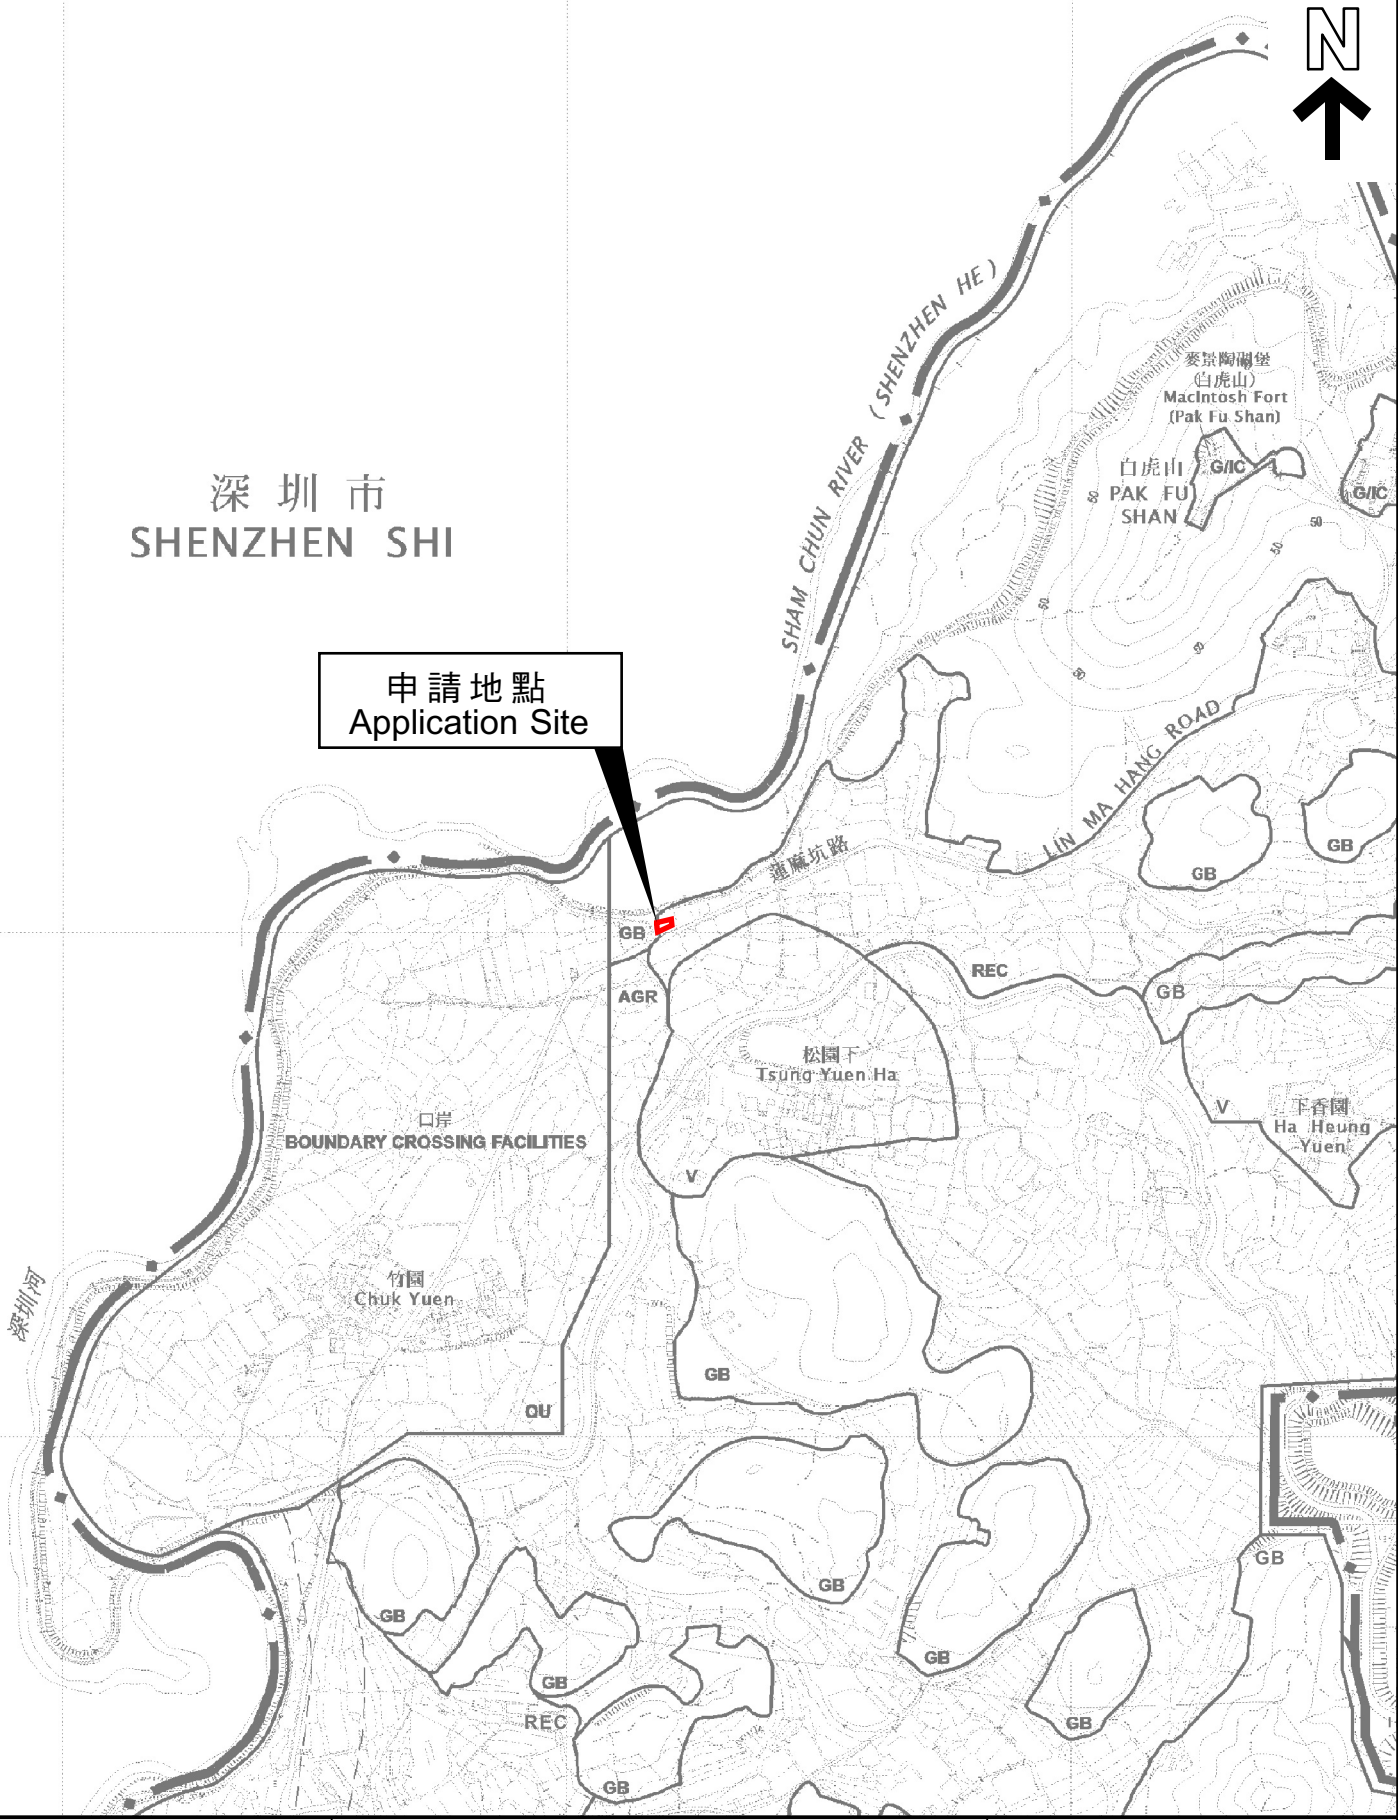 N
SHAM CHUN RIVER (SHENZHEN HE)
麥景陶碉堡
(白虎山)
MacIntosh Fort
(Pak Fu Shan)
白虎山
PAK FU
SHAN
G/IC
G/IC
50
50
50
50
50
50
深圳市
SHENZHEN SHI
申請地點
Application Site
LIN MA HANG ROAD
蓮麻坑路
GB
GB
GB
AGR
REC
GB
松園下
Tsung Yuen Ha
口岸
BOUNDARY CROSSING FACILITIES
V
下香園
Ha Heung
Yuen
V
深圳河
竹園
Chuk Yuen
GB
OU
GB
GB
GB
GB
GB
REC
GB
GB